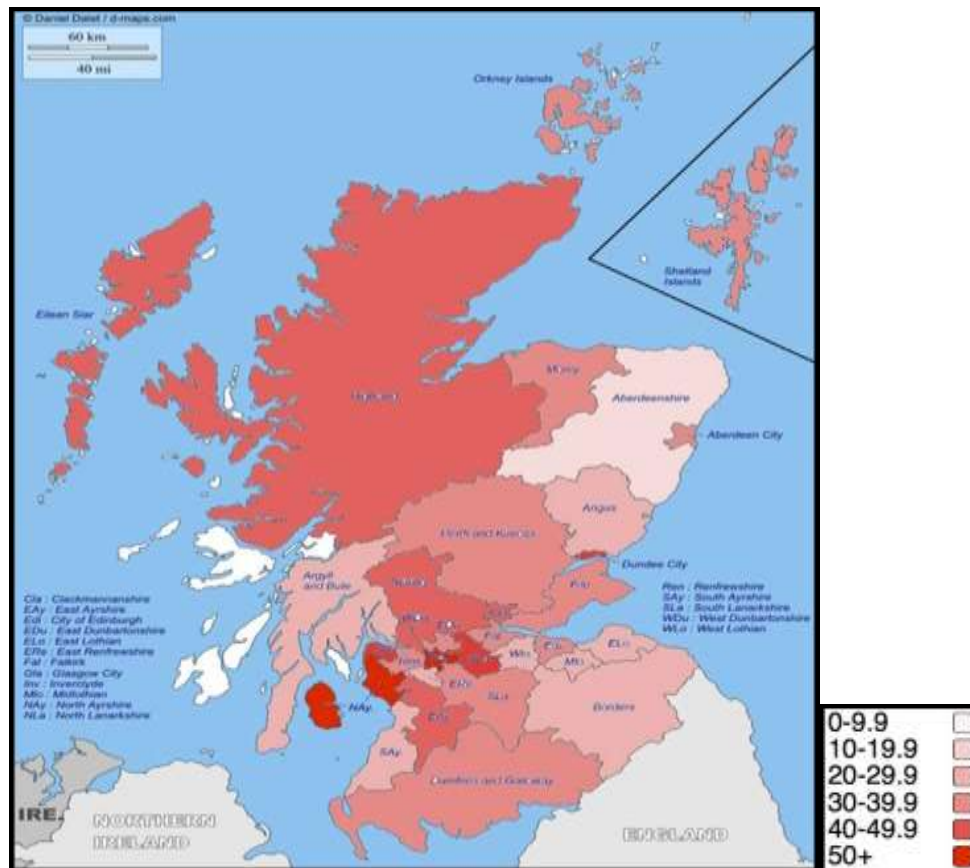 © Daniel Dalet / d-maps.com
60 km
40 mi
Orkney Islands
Shetland
Islands
Eilean Siar
Moray
Highland
Aberdeenshire
Aberdeen City
Angus
Perth and Kinross
Dundee City
Argyll
and Bute
Cla : Clackmannanshire
EAy : East Ayrshire
Edi : City of Edinburgh
EDu : East Dunbartonshire
ELo : East Lothian
ERe : East Renfrewshire
Fal : Falkirk
Gla : Glasgow City
Inv : Inverclyde
Mlo : Midlothian
NAy : North Ayrshire
NLa : North Lanarkshire
Ren : Renfrewshire
SAy : South Ayrshire
SLa : South Lanarkshire
WDu : West Dunbartonshire
WLo : West Lothian
ELo
WLo
Mlo
ERe
SLa
Borders
NAy
EAy
SAy
Dumfries and Galloway
IRE.
NORTHERN
IRELAND
ENGLAND
0-9.9
10-19.9
20-29.9
30-39.9
40-49.9
50+